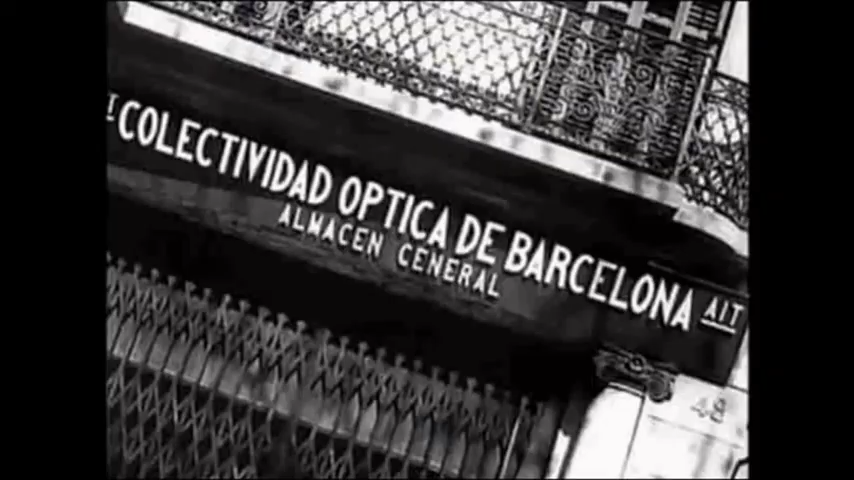 COLECTIVIDAD OPTICA DE BARCELONA AIT
ALMACEN GENERAL
48